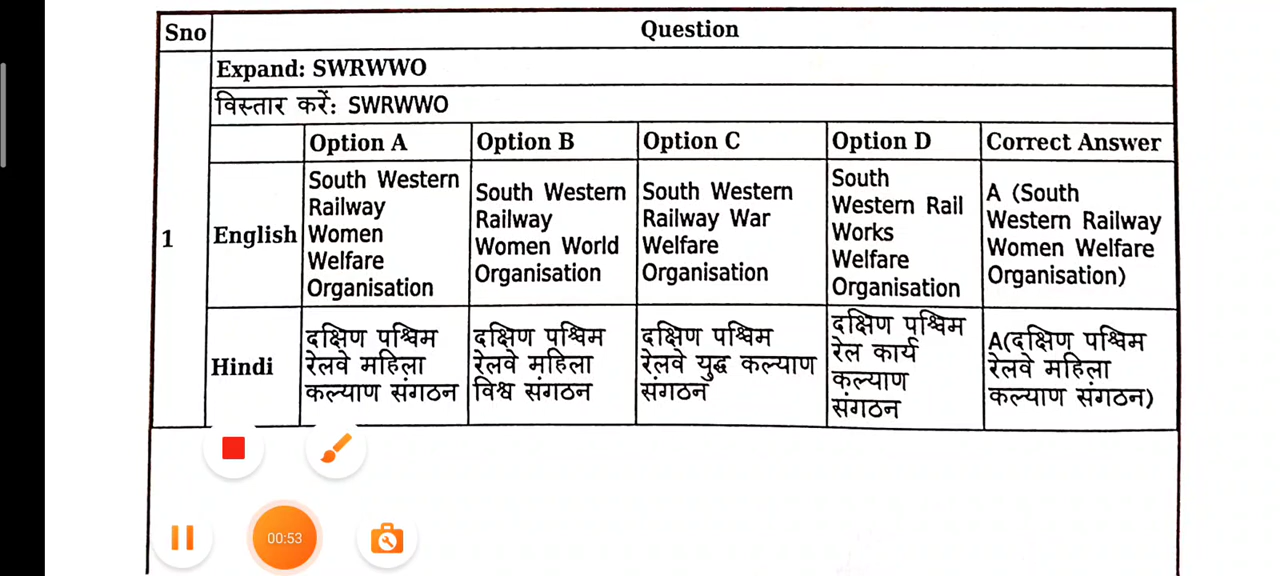 Sno Question
Expand: SWRWWO
विस्तार करें: SWRWWO
Option A Option B Option C Option D Correct Answer
1
English
South Western
Railway
Women
Welfare
Organisation
South Western
Railway
Women World
Organisation
South Western
Railway War
Welfare
Organisation
South
Western Rail
Works
Welfare
Organisation
A (South
Western Railway
Women Welfare
Organisation)
Hindi
दक्षिण पश्चिम
रेलवे महिला
कल्याण संगठन
दक्षिण पश्चिम
रेलवे महिला
विश्व संगठन
दक्षिण पश्चिम
रेलवे युद्ध कल्याण
संगठन
दक्षिण पश्चिम
रेल कार्य
कल्याण
संगठन
A(दक्षिण पश्चिम
रेलवे महिला
कल्याण संगठन)
00:53